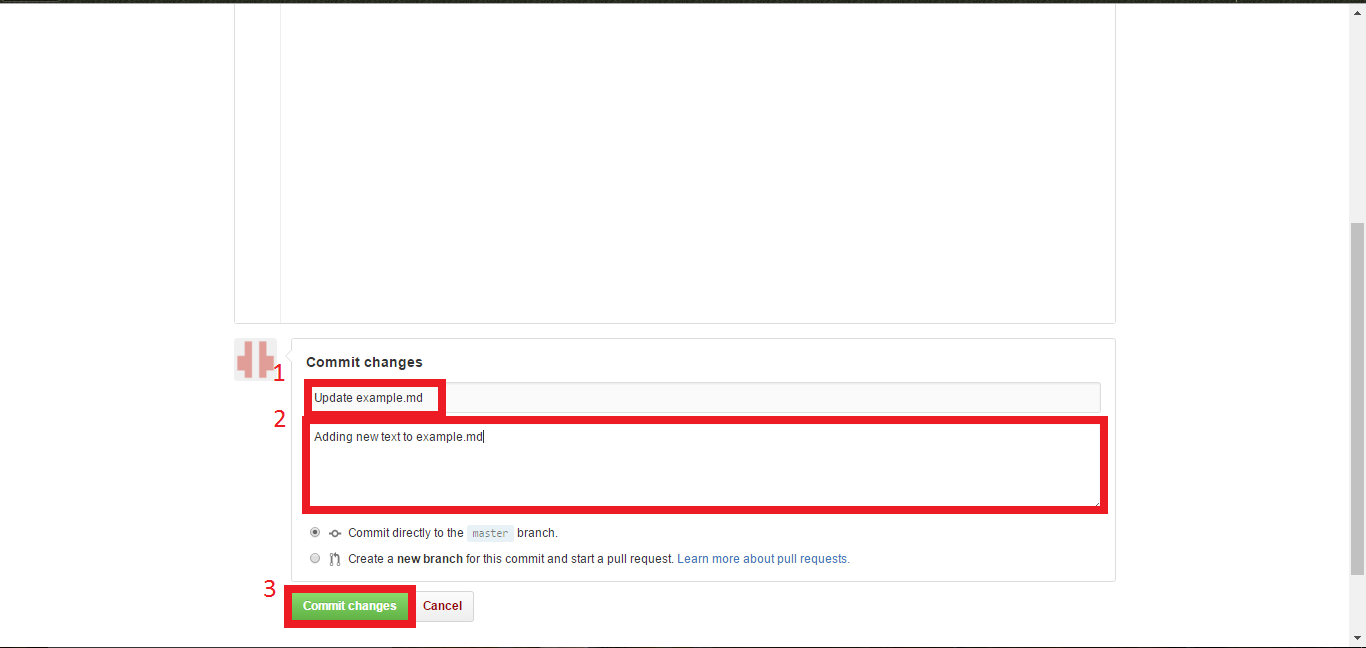 Commit changes
1
Update example.md
2
Adding new text to example.md
Commit directly to the master branch.
Create a new branch for this commit and start a pull request. Learn more about pull requests.
3
Commit changes Cancel